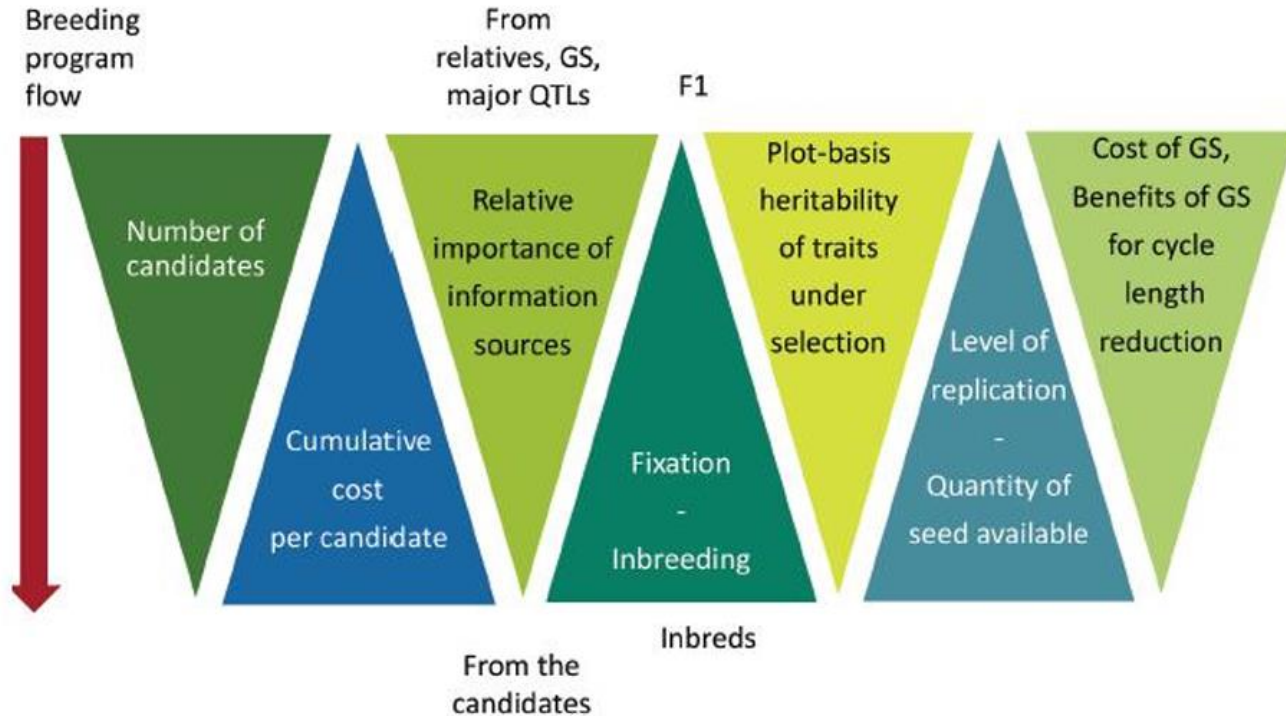 Breeding
program
flow
From
relatives, GS,
major QTLs
F1
Number of
candidates
Cumulative
cost
per candidate
Relative
importance of
information
sources
Fixation
-
Inbreeding
Plot-basis
heritability
of traits
under
selection
Level of
replication
-
Quantity of
seed available
Cost of GS,
Benefits of GS
for cycle
length
reduction
From the
candidates
Inbreds